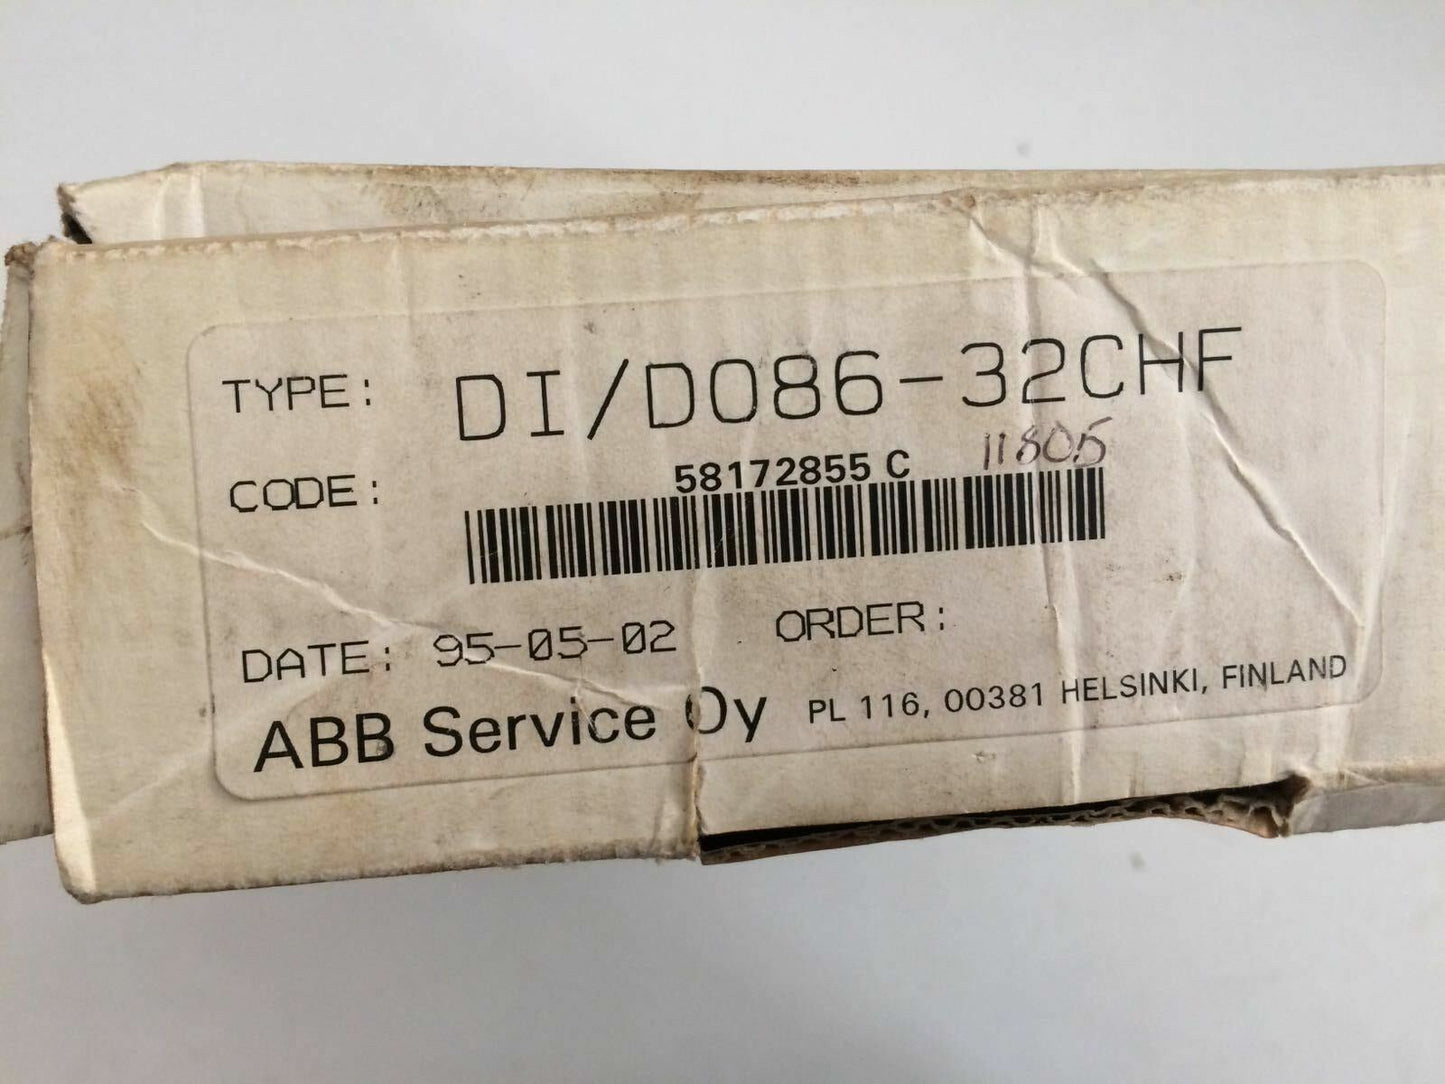 TYPE: DI/DO86-32CHF
CODE: 58172855 C 11805
DATE: 95-05-02 ORDER:
ABB Service Oy PL 116, 00381 HELSINKI, FINLAND